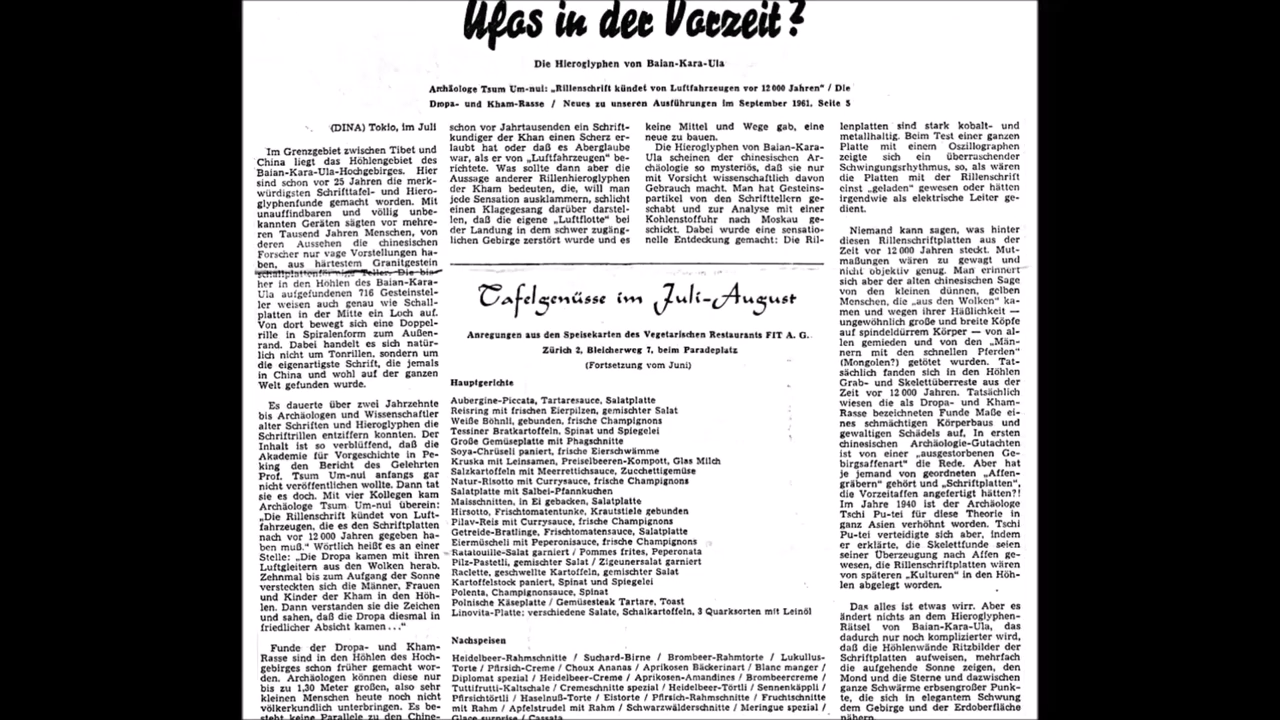 Ufos in der Vorzeit?
Die Hieroglyphen von Baian-Kara-Ula
Archäologe Tsum Um-nui: „Rillenschrift kündet von Luftfahrzeugen vor 12 000 Jahren“ / Die
Dropa- und Kham-Rasse / Neues zu unseren Ausführungen im September 1961, Seite 5
(DINA) Tokio, im Juli
Im Grenzgebiet zwischen Tibet und
China liegt das Höhlengebiet des
Baian-Kara-Ula-Hochgebirges. Hier
sind schon vor 25 Jahren die merk-
würdigsten Schrifttafel- und Hiero-
glyphenfunde gemacht worden. Mit
unauffindbaren und völlig unbe-
kannten Geräten sägten vor mehre-
ren Tausend Jahren Menschen, von
deren Aussehen die chinesischen
Forscher nur vage Vorstellungen ha-
ben, aus härtestem Granitgestein
schallplattenförmige Teller. Die bis-
her in den Höhlen des Baian-Kara-
Ula aufgefundenen 716 Gesteinstel-
ler weisen auch genau wie Schall-
platten in der Mitte ein Loch auf.
Von dort bewegt sich eine Doppel-
rille in Spiralenform zum Außen-
rand. Dabei handelt es sich natür-
lich nicht um Tonrillen, sondern um
die eigenartigste Schrift, die jemals
in China und wohl auf der ganzen
Welt gefunden wurde.
Es dauerte über zwei Jahrzehnte
bis Archäologen und Wissenschaftler
alter Schriften und Hieroglyphen die
Schriftrillen entziffern konnten. Der
Inhalt ist so verblüffend, daß die
Akademie für Vorgeschichte in Pe-
king den Bericht des Gelehrten
Prof. Tsum Um-nui anfangs gar
nicht veröffentlichen wollte. Dann tat
sie es doch. Mit vier Kollegen kam
Archäologe Tsum Um-nui überein:
„Die Rillenschrift kündet von Luft-
fahrzeugen, die es den Schriftplatten
nach vor 12 000 Jahren gegeben ha-
ben muß.“ Wörtlich heißt es an einer
Stelle: „Die Dropa kamen mit ihren
Luftgleitern aus den Wolken herab.
Zehnmal bis zum Aufgang der Sonne
versteckten sich die Männer, Frauen
und Kinder der Kham in den Höh-
len. Dann verstanden sie die Zeichen
und sahen, daß die Dropa diesmal in
friedlicher Absicht kamen...“
Funde der Dropa- und Kham-
Rasse sind in den Höhlen des Hoch-
gebirges schon früher gemacht wor-
den. Archäologen können diese nur
bis zu 1,30 Meter großen, also sehr
kleinen Menschen heute noch nicht
völkerkundlich unterbringen. Es be-
steht keine Parallele zu den Chine-
schon vor Jahrtausenden ein Schrift-
kundiger der Khan einen Scherz er-
laubt hat oder daß es Aberglaube
war, als er von „Luftfahrzeugen“ be-
richtete. Was sollte dann aber die
Aussage anderer Rillenhieroglyphen
der Kham bedeuten, die, will man
jede Sensation ausklammern, schlicht
einen Klagegesang darüber darstel-
len, daß die eigene „Luftflotte“ bei
der Landung in dem schwer zugäng-
lichen Gebirge zerstört wurde und es
keine Mittel und Wege gab, eine
neue zu bauen.
Die Hieroglyphen von Baian-Kara-
Ula scheinen der chinesischen Ar-
chäologie so mysteriös, daß sie nur
mit Vorsicht wissenschaftlich davon
Gebrauch macht. Man hat Gesteins-
partikel von den Schrifttellern ge-
schabt und zur Analyse mit einer
Kohlenstofuhr nach Moskau ge-
schickt. Dabei wurde eine sensatio-
nelle Entdeckung gemacht: Die Ril-
lenplatten sind stark kobalt- und
metallhaltig. Beim Test einer ganzen
Platte mit einem Oszillographen
zeigte sich ein überraschender
Schwingungsrhythmus, so, als wären
die Platten mit der Rillenschrift
einst „geladen“ gewesen oder hätten
irgendwie als elektrische Leiter ge-
dient.
Niemand kann sagen, was hinter
diesen Rillenschriftplatten aus der
Zeit vor 12 000 Jahren steckt. Mut-
maßungen wären zu gewagt und
nicht objektiv genug. Man erinnert
sich aber der alten chinesischen Sage
von den kleinen dünnen, gelben
Menschen, die „aus den Wolken“ ka-
men und wegen ihrer Häßlichkeit —
ungewöhnlich große und breite Köpfe
auf spindeldürrem Körper — von al-
len gemieden und von den „Män-
nern mit den schnellen Pferden“
(Mongolen?) getötet wurden. Tat-
sächlich fanden sich in den Höhlen
Grab- und Skelettüberreste aus der
Zeit vor 12 000 Jahren. Tatsächlich
wiesen die als Dropa- und Kham-
Rasse bezeichneten Funde Maße ei-
nes schmächtigen Körperbaus und
gewaltigen Schädels auf. In ersten
chinesischen Archäologie-Gutachten
ist von einer „ausgestorbenen Ge-
birgsaffenart“ die Rede. Aber hat
je jemand von geordneten „Affen-
gräbern“ gehört und „Schriftplatten“,
die Vorzeitaffen angefertigt hätten?!
Im Jahre 1940 ist der Archäologe
Tschi Pu-tei für diese Theorie in
ganz Asien verhöhnt worden. Tschi
Pu-tei verteidigte sich aber, indem
er erklärte, die Skelettfunde seien
seiner Überzeugung nach Affen ge-
wesen, die Rillenschriftplatten wären
von späteren „Kulturen“ in den Höh-
len abgelegt worden.
Das alles ist etwas wirr. Aber es
ändert nichts an dem Hieroglyphen-
Rätsel von Baian-Kara-Ula, das
dadurch nur noch komplizierter wird,
daß die Höhlenwände Ritzbilder der
Schriftplatten aufweisen, mehrfach
die aufgehende Sonne zeigen, den
Mond und die Sterne und dazwischen
ganze Schwärme erbsengroßer Punk-
te, die sich in elegantem Schwung
dem Gebirge und der Erdoberfläche
nähern.
Tafelgenüsse im Juli-August
Anregungen aus den Speisekarten des Vegetarischen Restaurants FIT A. G.
Zürich 2, Bleicherweg 7, beim Paradeplatz
(Fortsetzung vom Juni)
Hauptgerichte
Aubergine-Piccata, Tartaresauce, Salatplatte
Reisring mit frischen Eierpilzen, gemischter Salat
Weiße Böhnli, gebunden, frische Champignons
Tessiner Bratkartoffeln, Spinat und Spiegelei
Große Gemüseplatte mit Phagschnitte
Soya-Chrüseli paniert, frische Eierschwämme
Kruska mit Leinsamen, Preiselbeeren-Kompott, Glas Milch
Salzkartoffeln mit Meerrettichsauce, Zucchettigemüse
Natur-Risotto mit Currysauce, frische Champignons
Salatplatte mit Salbei-Pfannkuchen
Maisschnitten, in Ei gebacken, Salatplatte
Hirsotto, Frischtomatentunke, Krautstiele gebunden
Pilav-Reis mit Currysauce, frische Champignons
Getreide-Bratlinge, Frischtomatensauce, Salatplatte
Eiermüscheli mit Peperonisauce, frische Champignons
Ratatouille-Salat garniert / Pommes frites, Peperonata
Pilz-Pastetli, gemischter Salat / Zigeunersalat garniert
Raclette, geschwellte Kartoffeln, gemischter Salat
Kartoffelstock paniert, Spinat und Spiegelei
Polenta, Champignonsauce, Spinat
Polnische Käseplatte / Gemüsesteak Tartare, Toast
Linovita-Platte: verschiedene Salate, Schalkartoffeln, 3 Quarksorten mit Leinöl
Nachspeisen
Heidelbeer-Rahmschnitte / Suchard-Birne / Brombeer-Rahmtorte / Lukullus-
Torte / Pfirsich-Creme / Choux Ananas / Aprikosen Bäckerinart / Blanc manger /
Diplomat spezial / Heidelbeer-Creme / Aprikosen-Amandines / Brombeercreme /
Tuttifrutti-Kaltschale / Cremeschnitte spezial / Heidelbeer-Törtli / Sennenkäppli /
Pfirsichtörtli / Haselnuß-Torte / Eistorte / Pfirsich-Rahmschnitte / Fruchtschnitte
mit Rahm / Apfelstrudel mit Rahm / Schwarzwälderschnitte / Meringue spezial /
Glace surprise / Cassata